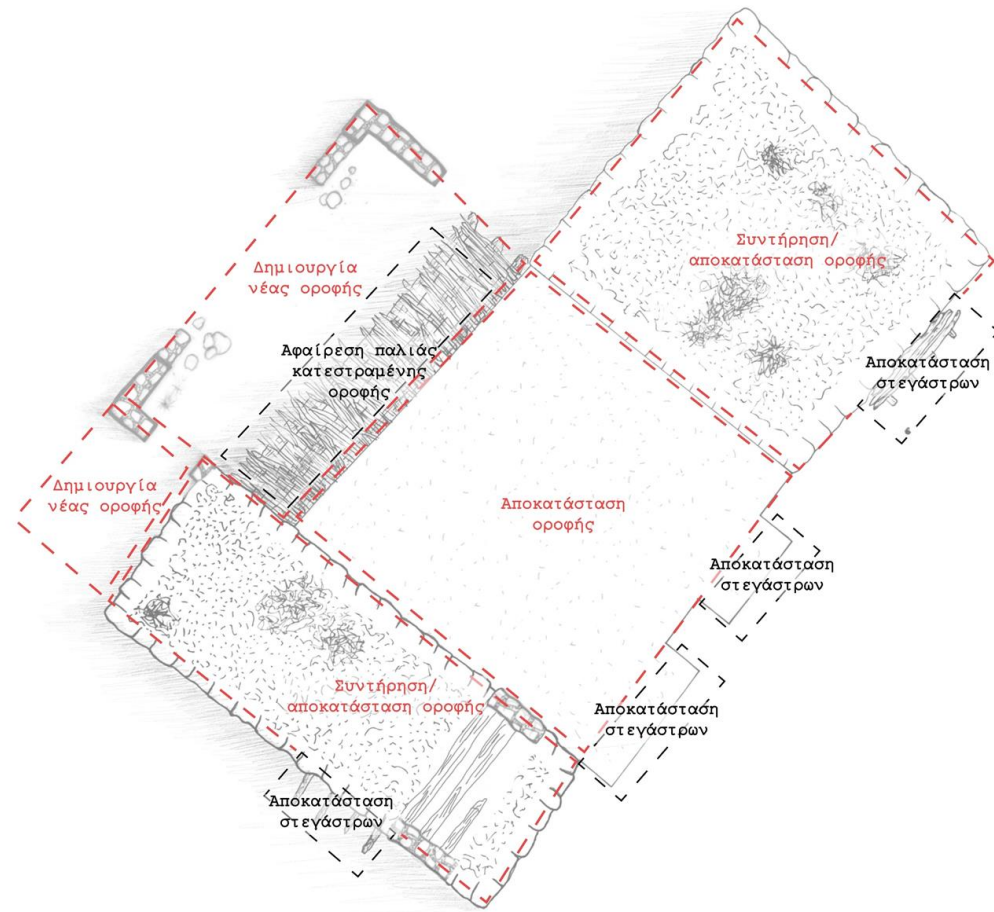 Συντήρηση/
αποκατάσταση οροφής
Δημιουργία
νέας οροφής
Αφαίρεση παλιάς
κατεστραμένης
οροφής
Αποκατάσταση
στεγάστρων
Δημιουργία
νέας οροφής
Αποκατάσταση
οροφής
Αποκατάσταση
στεγάστρων
Συντήρηση/
αποκατάσταση οροφής
Αποκατάσταση
στεγάστρων
Αποκατάσταση
στεγάστρων